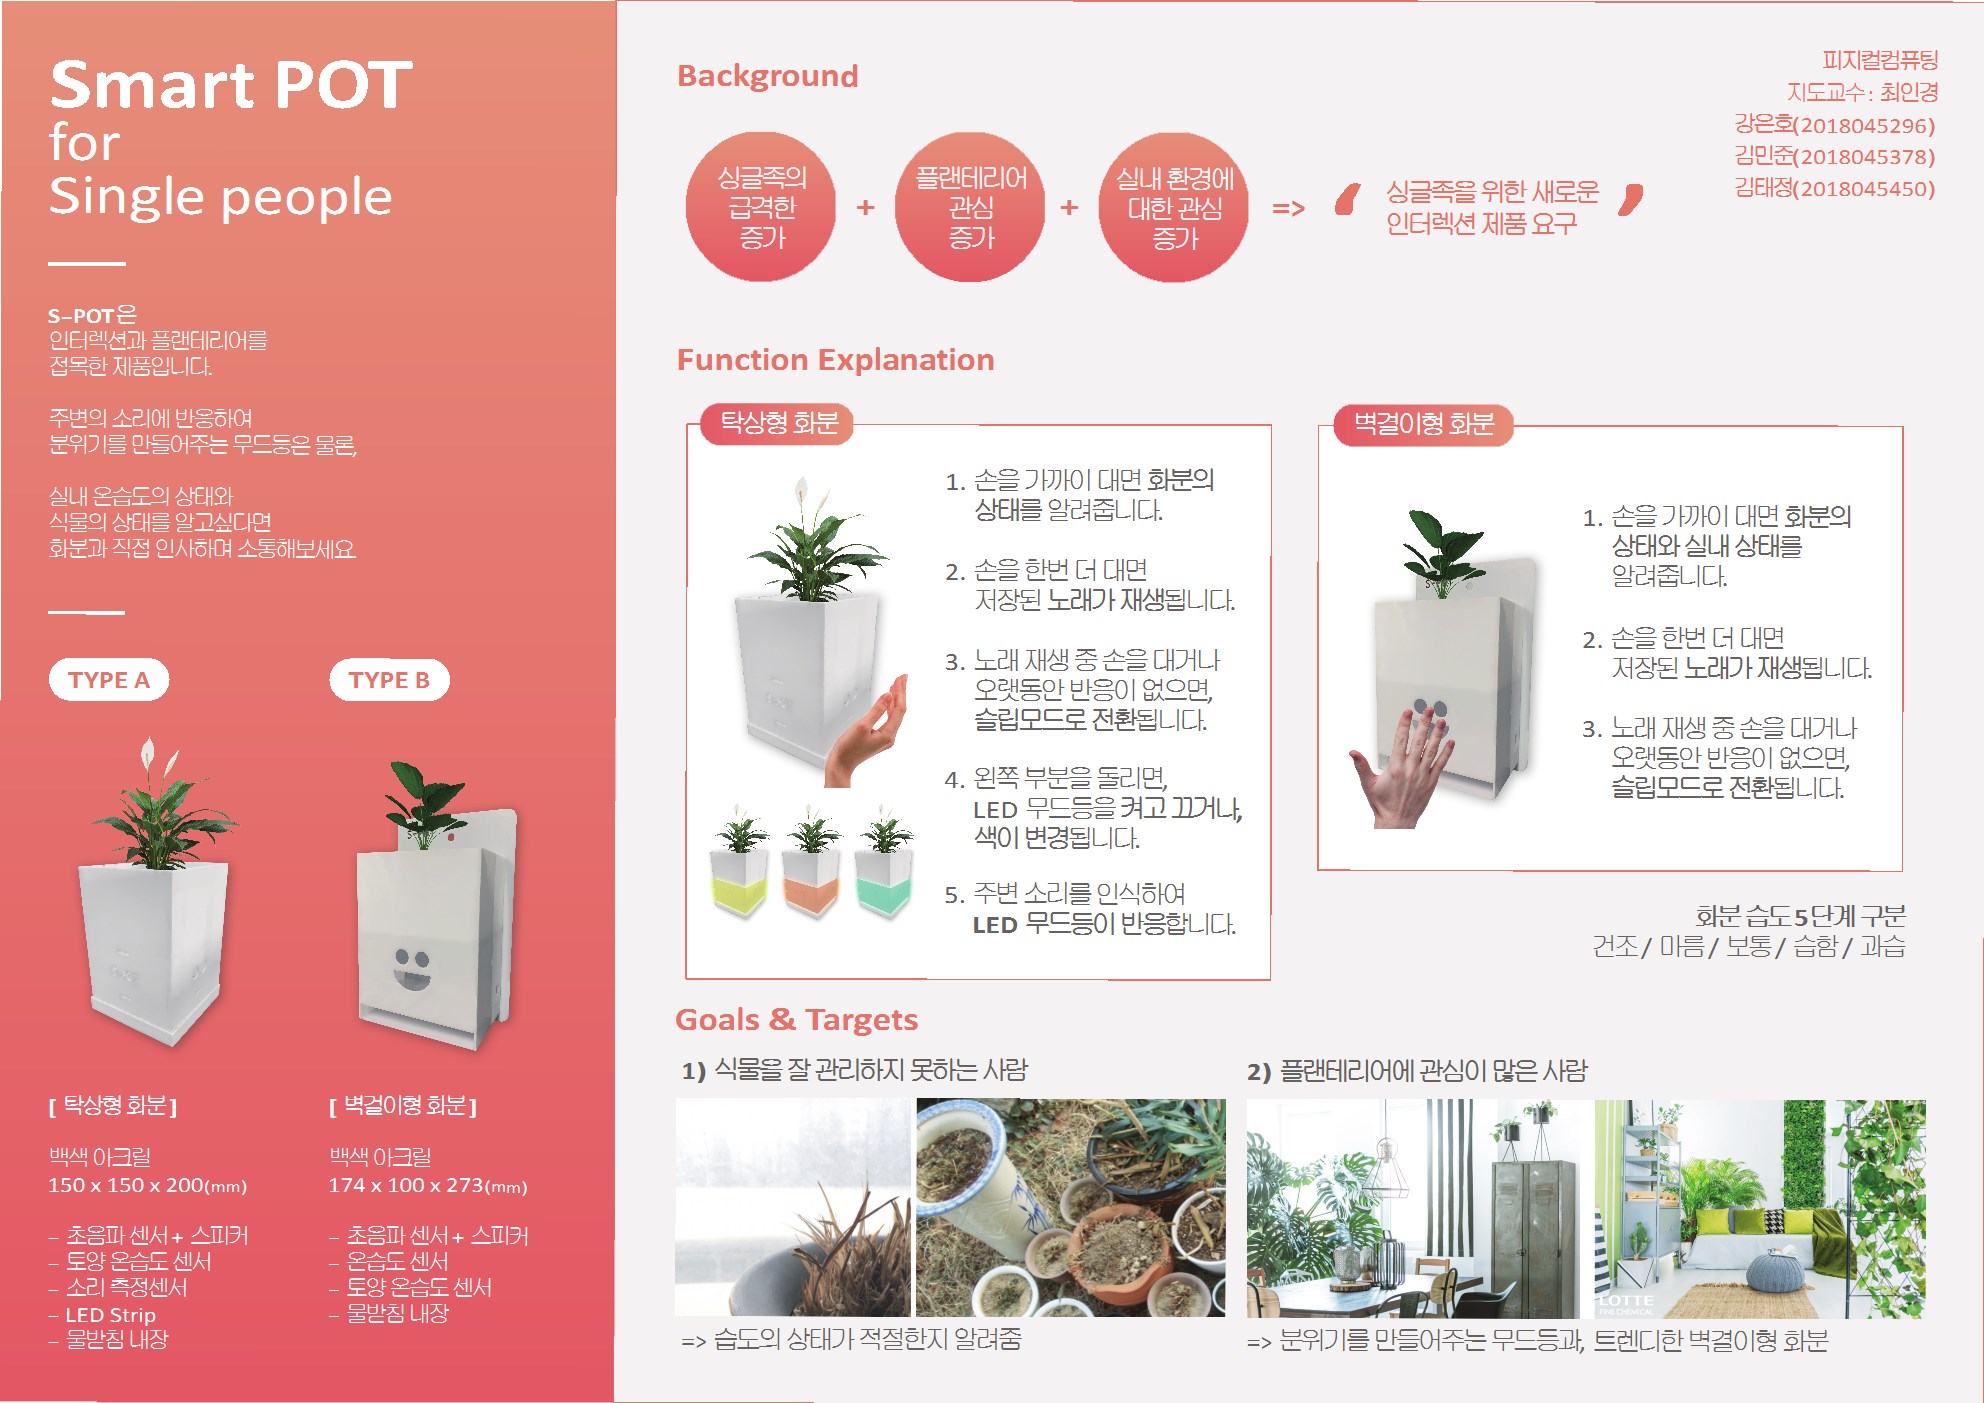 Smart POT
for
Single people
S-POT은
인터렉션과 플랜테리어를
접목한 제품입니다.
주변의 소리에 반응하여
분위기를 만들어주는 무드등은 물론,
실내 온습도의 상태와
식물의 상태를 알고싶다면
화분과 직접 인사하며 소통해보세요.
TYPE A
[ 탁상형 화분 ]
백색 아크릴
150 x 150 x 200(mm)
- 초음파 센서 + 스피커
- 토양 온습도 센서
- 소리 측정센서
- LED Strip
- 물받침 내장
TYPE B
[ 벽걸이형 화분 ]
백색 아크릴
174 x 100 x 273(mm)
- 초음파 센서 + 스피커
- 온습도 센서
- 토양 온습도 센서
- 물받침 내장
피지컬컴퓨팅
지도교수 : 최인경
강은호(2018045296)
김민준(2018045378)
김태정(2018045450)
Background
싱글족의
급격한
증가
+
플랜테리어
관심
증가
+
실내 환경에
대한 관심
증가
=>
‘ 싱글족을 위한 새로운
인터렉션 제품 요구 ’
Function Explanation
탁상형 화분
1. 손을 가까이 대면 화분의
상태를 알려줍니다.
2. 손을 한번 더 대면
저장된 노래가 재생됩니다.
3. 노래 재생 중 손을 대거나
오랫동안 반응이 없으면,
슬립모드로 전환됩니다.
4. 왼쪽 부분을 돌리면,
LED 무드등을 켜고 끄거나,
색이 변경됩니다.
5. 주변 소리를 인식하여
LED 무드등이 반응합니다.
벽결이형 화분
1. 손을 가까이 대면 화분의
상태와 실내 상태를
알려줍니다.
2. 손을 한번 더 대면
저장된 노래가 재생됩니다.
3. 노래 재생 중 손을 대거나
오랫동안 반응이 없으면,
슬립모드로 전환됩니다.
화분 습도 5단계 구분
건조 / 마름 / 보통 / 습함 / 과습
Goals & Targets
1) 식물을 잘 관리하지 못하는 사람
=> 습도의 상태가 적절한지 알려줌
2) 플랜테리어에 관심이 많은 사람
LOTTE
FINE CHEMICAL
=> 분위기를 만들어주는 무드등과, 트렌디한 벽결이형 화분